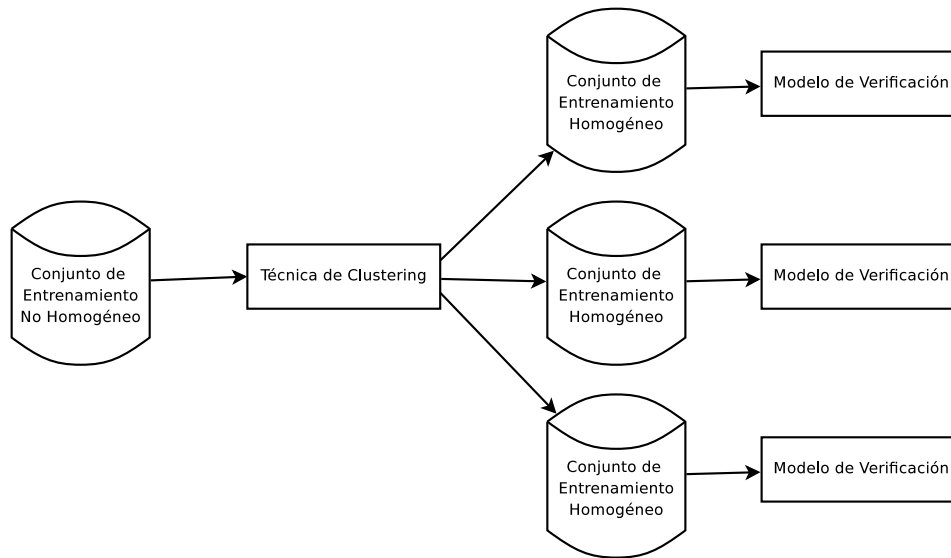 Conjunto de
Entrenamiento
No Homogéneo
Técnica de Clustering
Conjunto de
Entrenamiento
Homogéneo
Modelo de Verificación
Conjunto de
Entrenamiento
Homogéneo
Modelo de Verificación
Conjunto de
Entrenamiento
Homogéneo
Modelo de Verificación